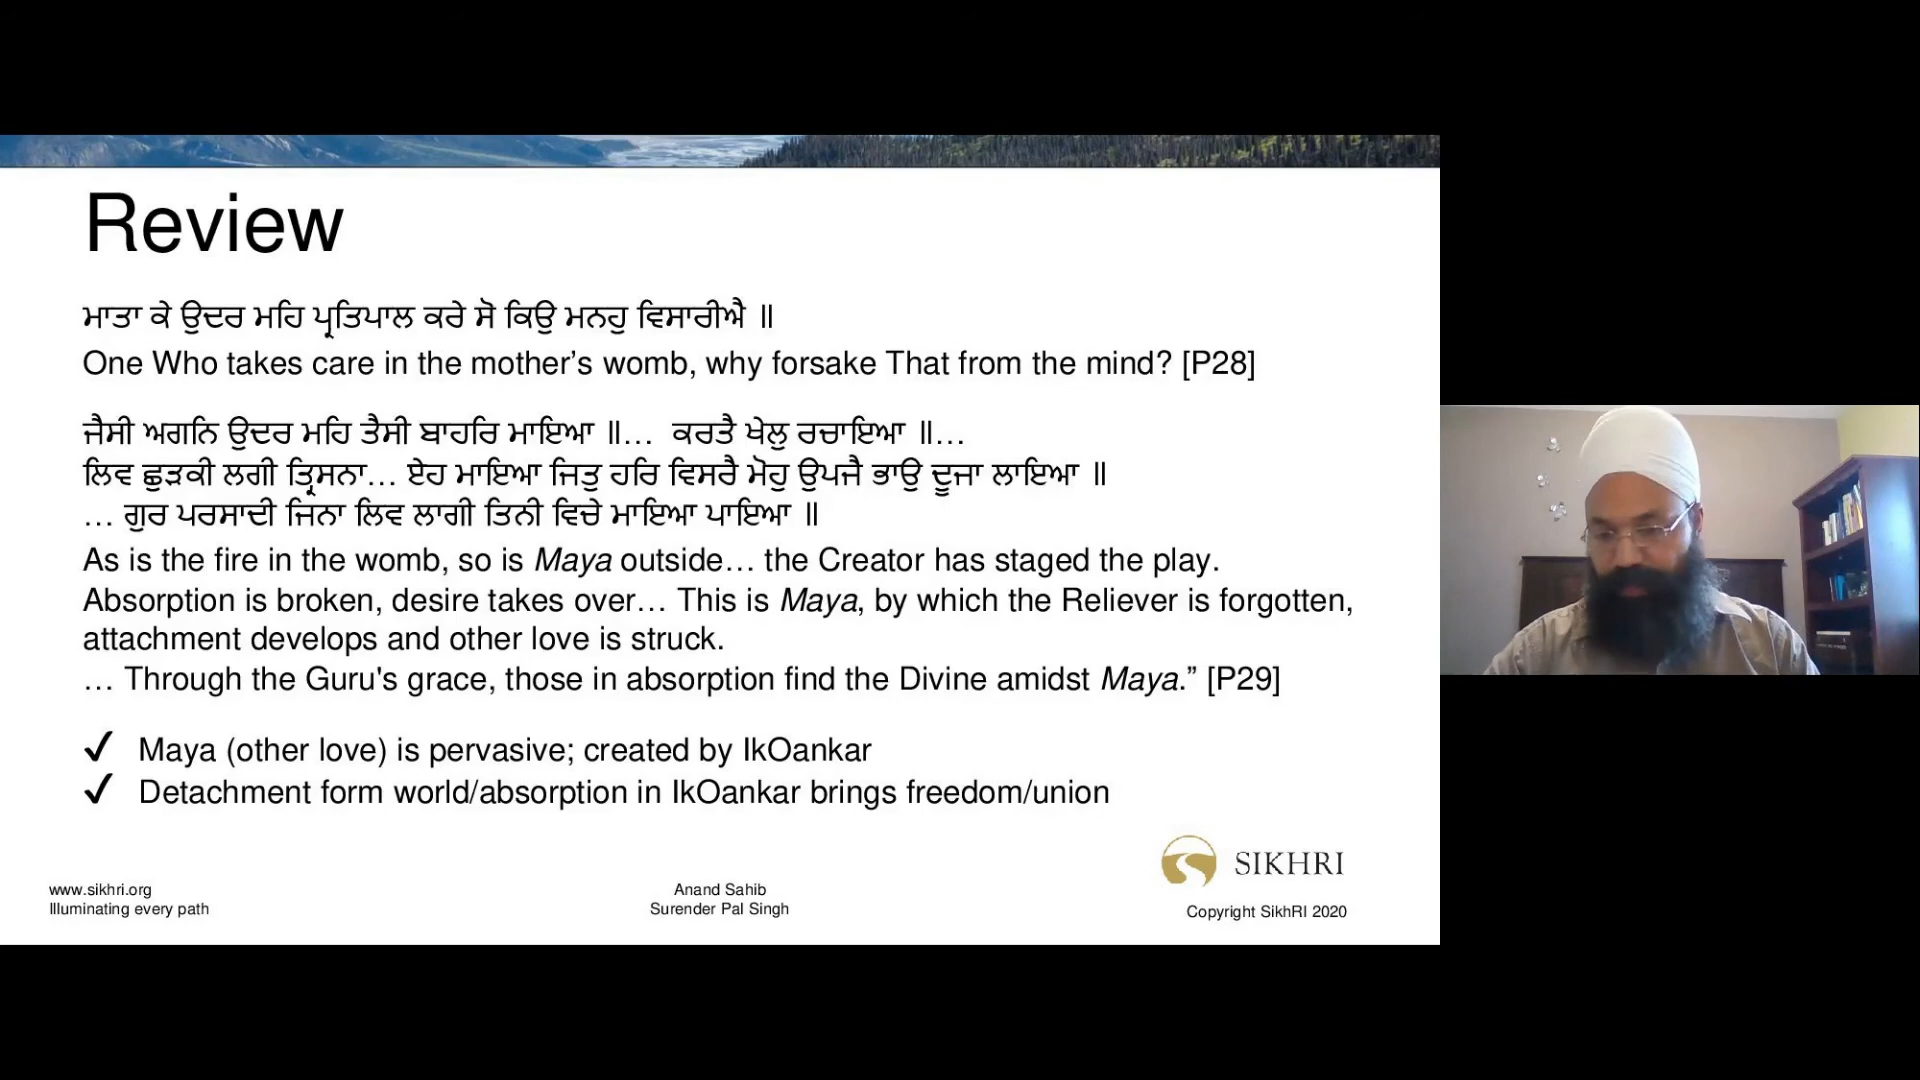 Review
ਮਾਤਾ ਕੇ ਉਦਰ ਮਹਿ ਪ੍ਰਤਿਪਾਲ ਕਰੇ ਸੋ ਕਿਉ ਮਨਹੁ ਵਿਸਾਰੀਐ ॥
One Who takes care in the mother’s womb, why forsake That from the mind? [P28]
ਜੈਸੀ ਅਗਨਿ ਉਦਰ ਮਹਿ ਤੈਸੀ ਬਾਹਰਿ ਮਾਇਆ ॥… ਕਰਤੈ ਖੇਲੁ ਰਚਾਇਆ ॥…
ਲਿਵ ਛੁੜਕੀ ਲਗੀ ਤ੍ਰਿਸਨਾ… ਏਹ ਮਾਇਆ ਜਿਤੁ ਹਰਿ ਵਿਸਰੈ ਮੋਹੁ ਉਪਜੈ ਭਾਉ ਦੂਜਾ ਲਾਇਆ ॥
… ਗੁਰ ਪਰਸਾਦੀ ਜਿਨਾ ਲਿਵ ਲਾਗੀ ਤਿਨੀ ਵਿਚੇ ਮਾਇਆ ਪਾਇਆ ॥
As is the fire in the womb, so is Maya outside… the Creator has staged the play.
Absorption is broken, desire takes over… This is Maya, by which the Reliever is forgotten,
attachment develops and other love is struck.
… Through the Guru's grace, those in absorption find the Divine amidst Maya.” [P29]
✓ Maya (other love) is pervasive; created by IkOankar
✓ Detachment form world/absorption in IkOankar brings freedom/union
SIKHRI
www.sikhri.org
Illuminating every path
Anand Sahib
Surender Pal Singh
Copyright SikhRI 2020